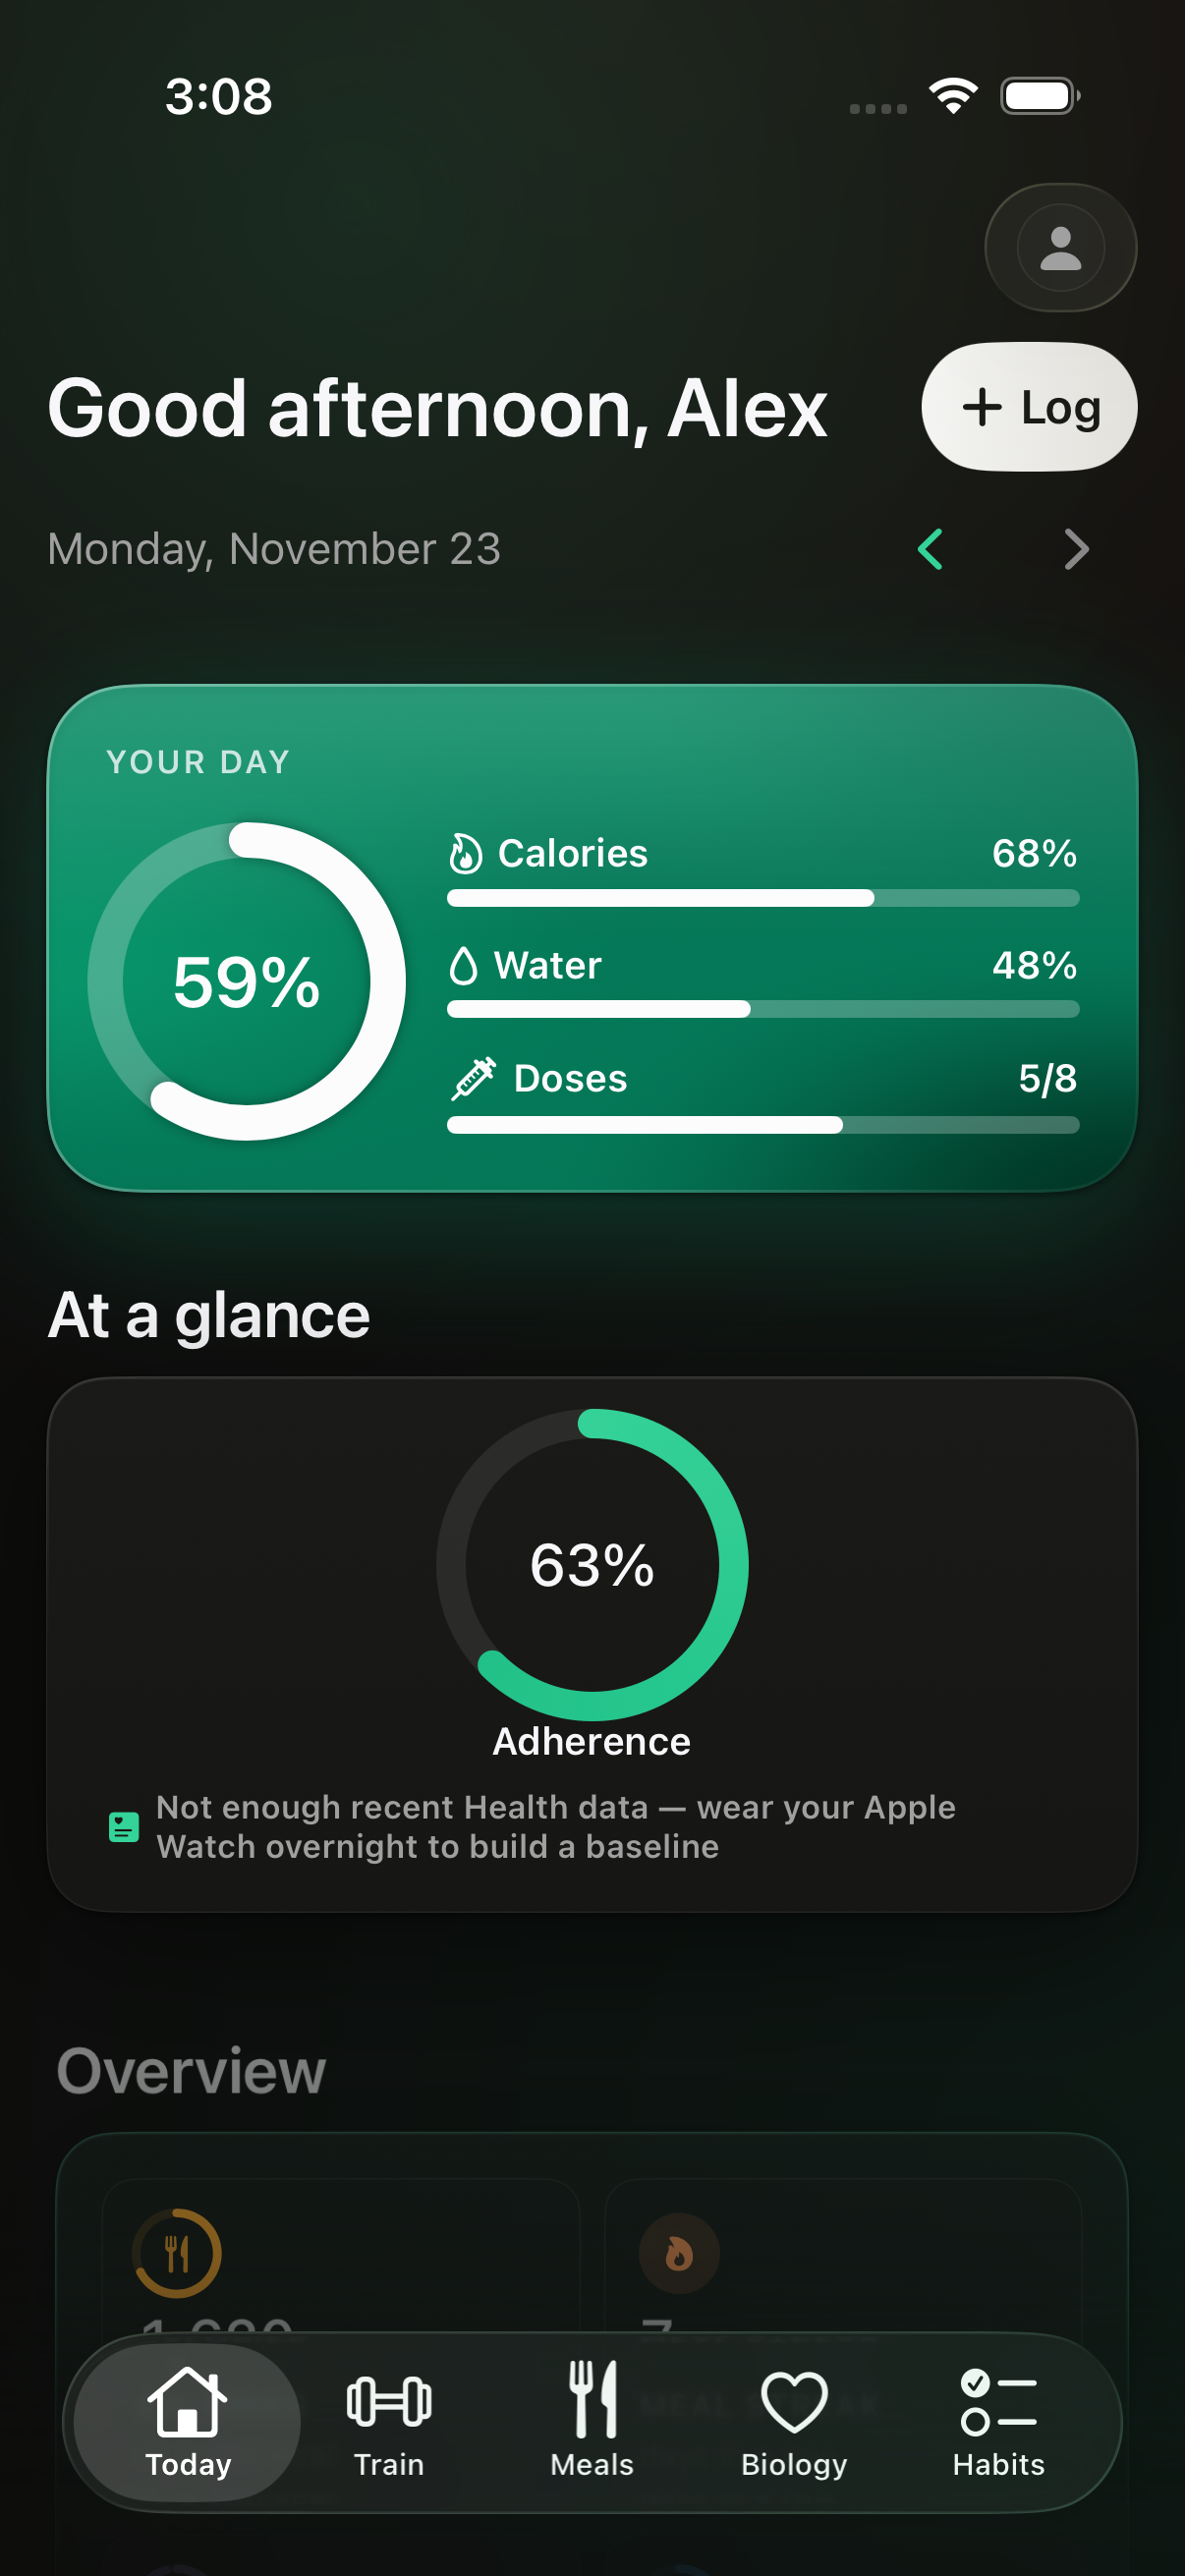 3:08
Good afternoon, Alex
+ Log
Monday, November 23
YOUR DAY
59%
Calories 68%
Water 48%
Doses 5/8
At a glance
63%
Adherence
Not enough recent Health data — wear your Apple
Watch overnight to build a baseline
Overview
MEAL STREAK
Today
Train
Meals
Biology
Habits